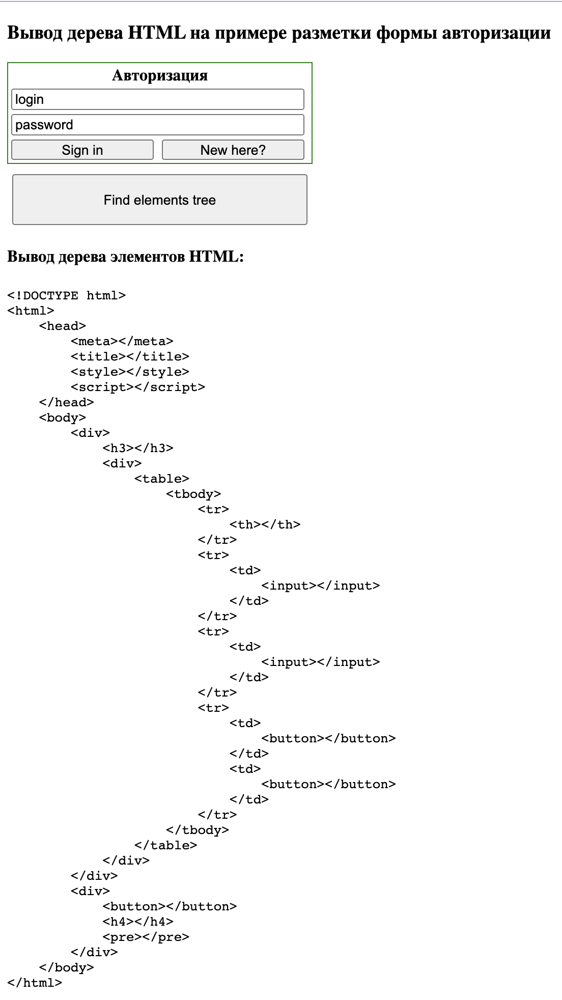 Вывод дерева HTML на примере разметки формы авторизации
Авторизация
login
password
Sign in New here?
Find elements tree
Вывод дерева элементов HTML:
<!DOCTYPE html>
<html>
    <head>
        <meta></meta>
        <title></title>
        <style></style>
        <script></script>
    </head>
    <body>
        <div>
            <h3></h3>
            <div>
                <table>
                    <tbody>
                        <tr>
                            <th></th>
                        </tr>
                        <tr>
                            <td>
                                <input></input>
                            </td>
                        </tr>
                        <tr>
                            <td>
                                <input></input>
                            </td>
                        </tr>
                        <tr>
                            <td>
                                <button></button>
                            </td>
                            <td>
                                <button></button>
                            </td>
                        </tr>
                    </tbody>
                </table>
            </div>
        </div>
        <div>
            <button></button>
            <h4></h4>
            <pre></pre>
        </div>
    </body>
</html>